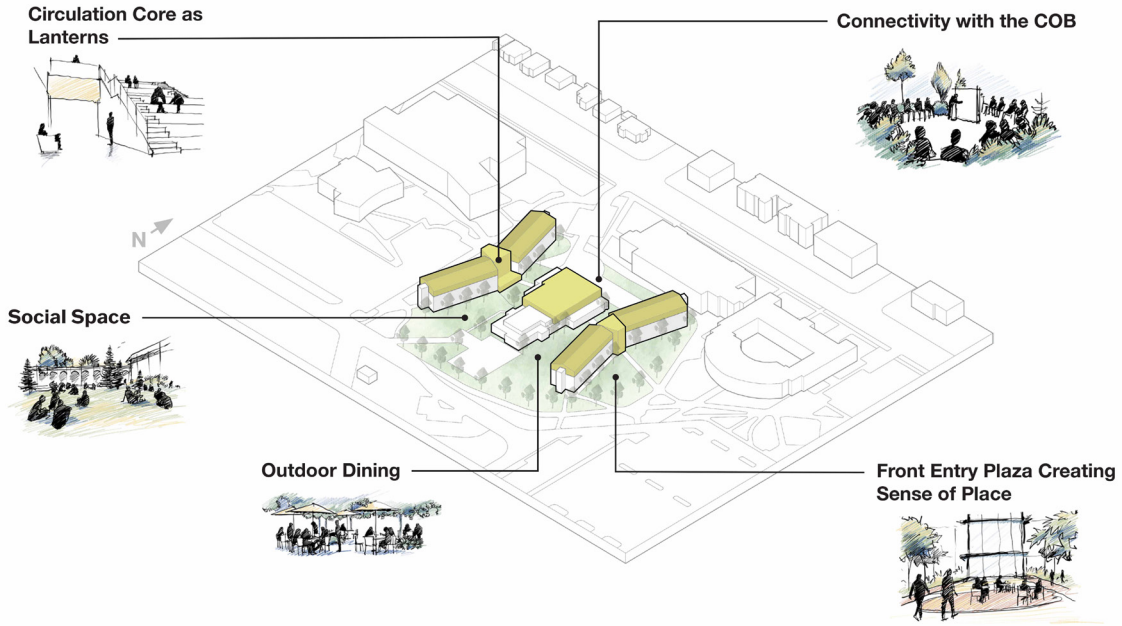 Circulation Core as
Lanterns
Connectivity with the COB
N
Social Space
Outdoor Dining
Front Entry Plaza Creating
Sense of Place